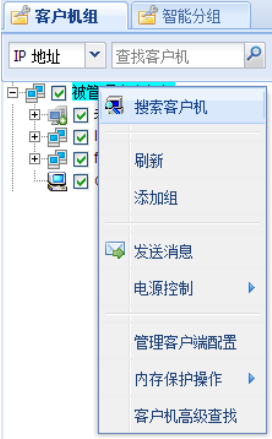 客户机组 智能分组
IP 地址 查找客户机
被管
搜索客户机
刷新
添加组
发送消息
电源控制
管理客户端配置
内存保护操作
客户机高级查找